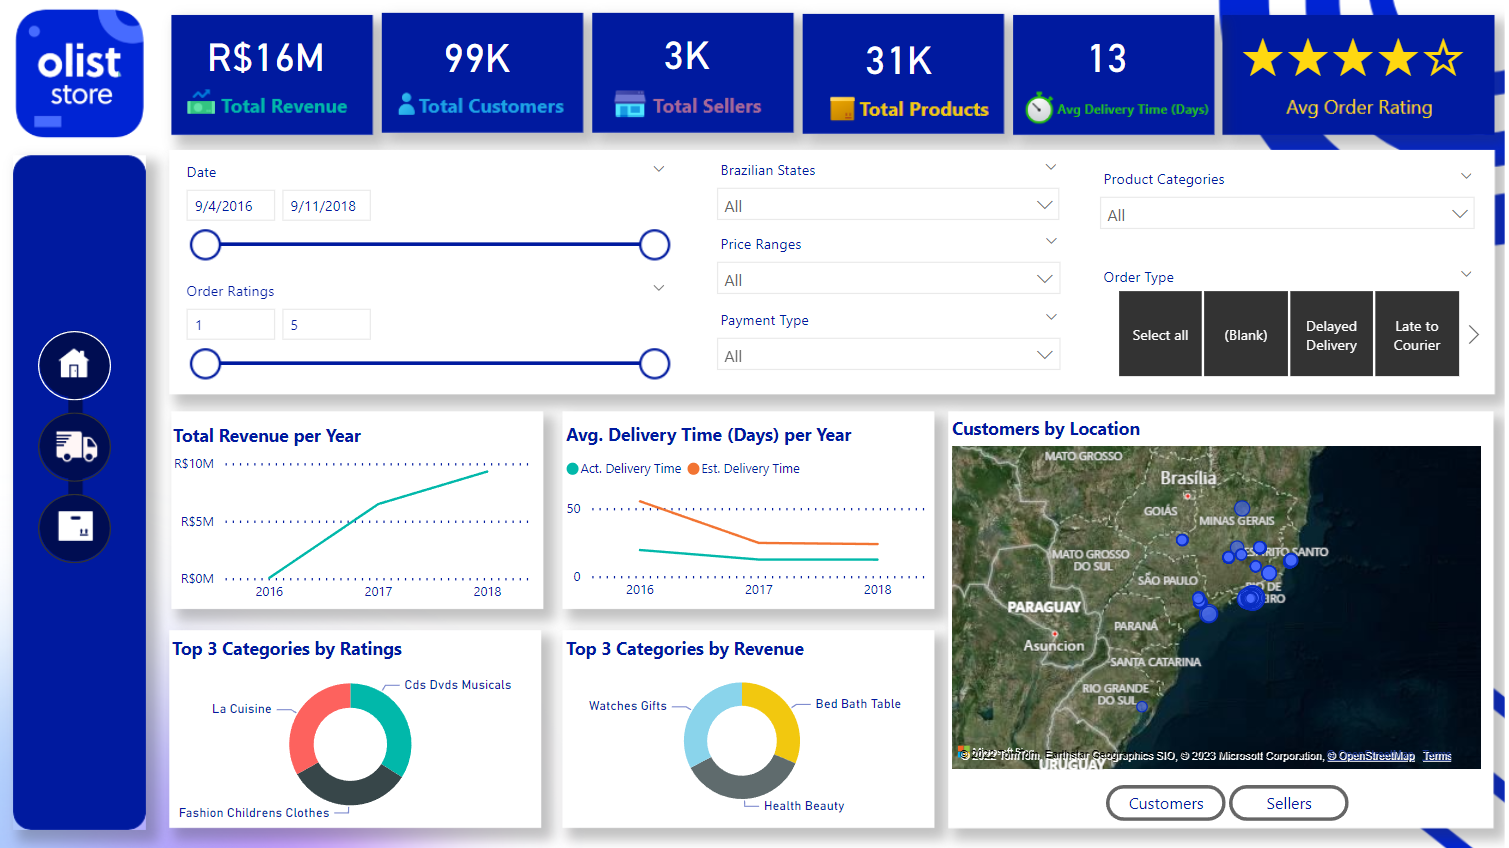 olist
store
R$16M
Total Revenue
99K
Total Customers
3K
Total Sellers
31K
Total Products
13
Avg Delivery Time (Days)
Avg Order Rating
Date
9/4/2016
9/11/2018
Order Ratings
1
5
Brazilian States
All
Price Ranges
All
Payment Type
All
Product Categories
All
Order Type
Select all
(Blank)
Delayed
Delivery
Late to
Courier
Total Revenue per Year
R$10M
R$5M
R$0M
2016
2017
2018
Avg. Delivery Time (Days) per Year
Act. Delivery Time
Est. Delivery Time
50
0
2016
2017
2018
Customers by Location
MATO GROSSO
Brasília
GOIÁS
MINAS GERAIS
MATO GROSSO
DO SUL
SANTO
SÃO PAULO
RIO DE
PARAGUAY
PARANÁ
Asuncion
SANTA CATARINA
RIO GRANDE
DO SUL
URUGUAY
© 2022 TomTom, Earthstar Geographics SIO, © 2023 Microsoft Corporation, © OpenStreetMap Terms
Customers
Sellers
Top 3 Categories by Ratings
Cds Dvds Musicals
La Cuisine
Fashion Childrens Clothes
Top 3 Categories by Revenue
Watches Gifts
Bed Bath Table
Health Beauty